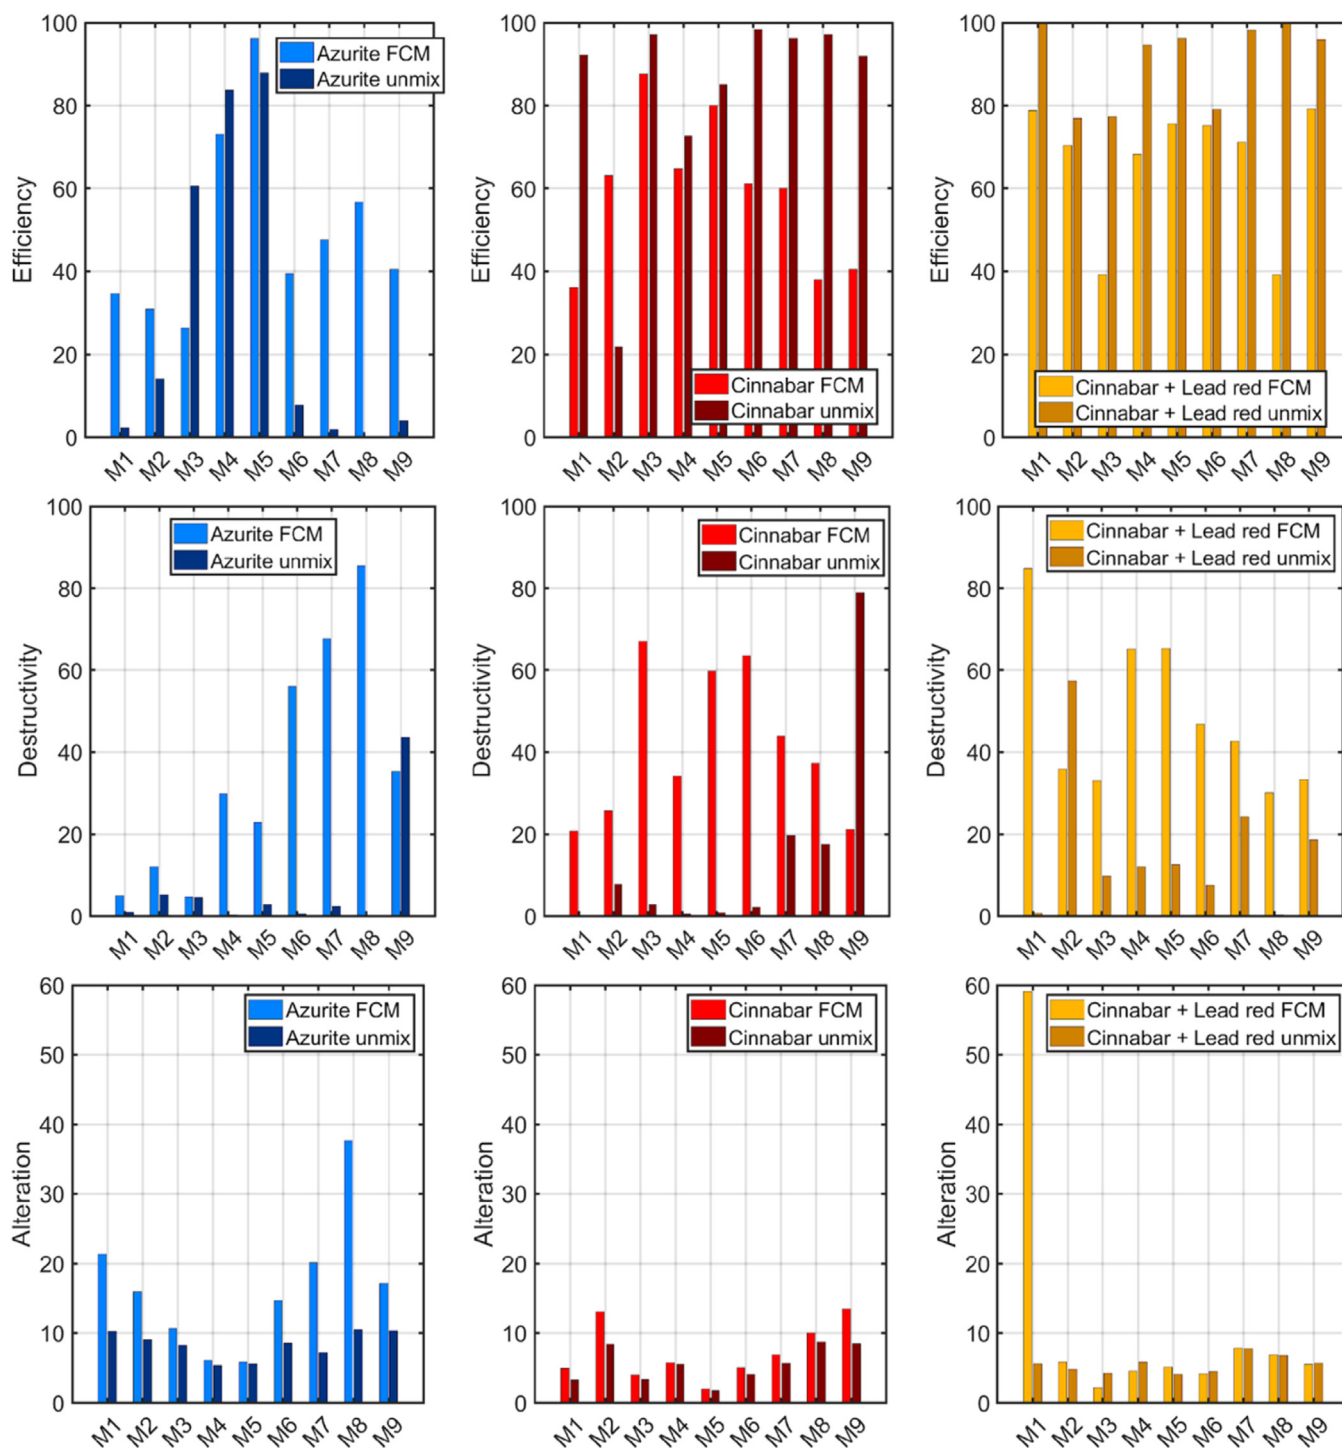 100
80
60
40
20
0
Efficiency
Azurite FCM
Azurite unmix
M1 M2 M3 M4 M5 M6 M7 M8 M9
100
80
60
40
20
0
Efficiency
Cinnabar FCM
Cinnabar unmix
M1 M2 M3 M4 M5 M6 M7 M8 M9
100
80
60
40
20
0
Efficiency
Cinnabar + Lead red FCM
Cinnabar + Lead red unmix
M1 M2 M3 M4 M5 M6 M7 M8 M9
100
80
60
40
20
0
Destructivity
Azurite FCM
Azurite unmix
M1 M2 M3 M4 M5 M6 M7 M8 M9
100
80
60
40
20
0
Destructivity
Cinnabar FCM
Cinnabar unmix
M1 M2 M3 M4 M5 M6 M7 M8 M9
100
80
60
40
20
0
Destructivity
Cinnabar + Lead red FCM
Cinnabar + Lead red unmix
M1 M2 M3 M4 M5 M6 M7 M8 M9
60
50
40
30
20
10
0
Alteration
Azurite FCM
Azurite unmix
M1 M2 M3 M4 M5 M6 M7 M8 M9
60
50
40
30
20
10
0
Alteration
Cinnabar FCM
Cinnabar unmix
M1 M2 M3 M4 M5 M6 M7 M8 M9
60
50
40
30
20
10
0
Alteration
Cinnabar + Lead red FCM
Cinnabar + Lead red unmix
M1 M2 M3 M4 M5 M6 M7 M8 M9